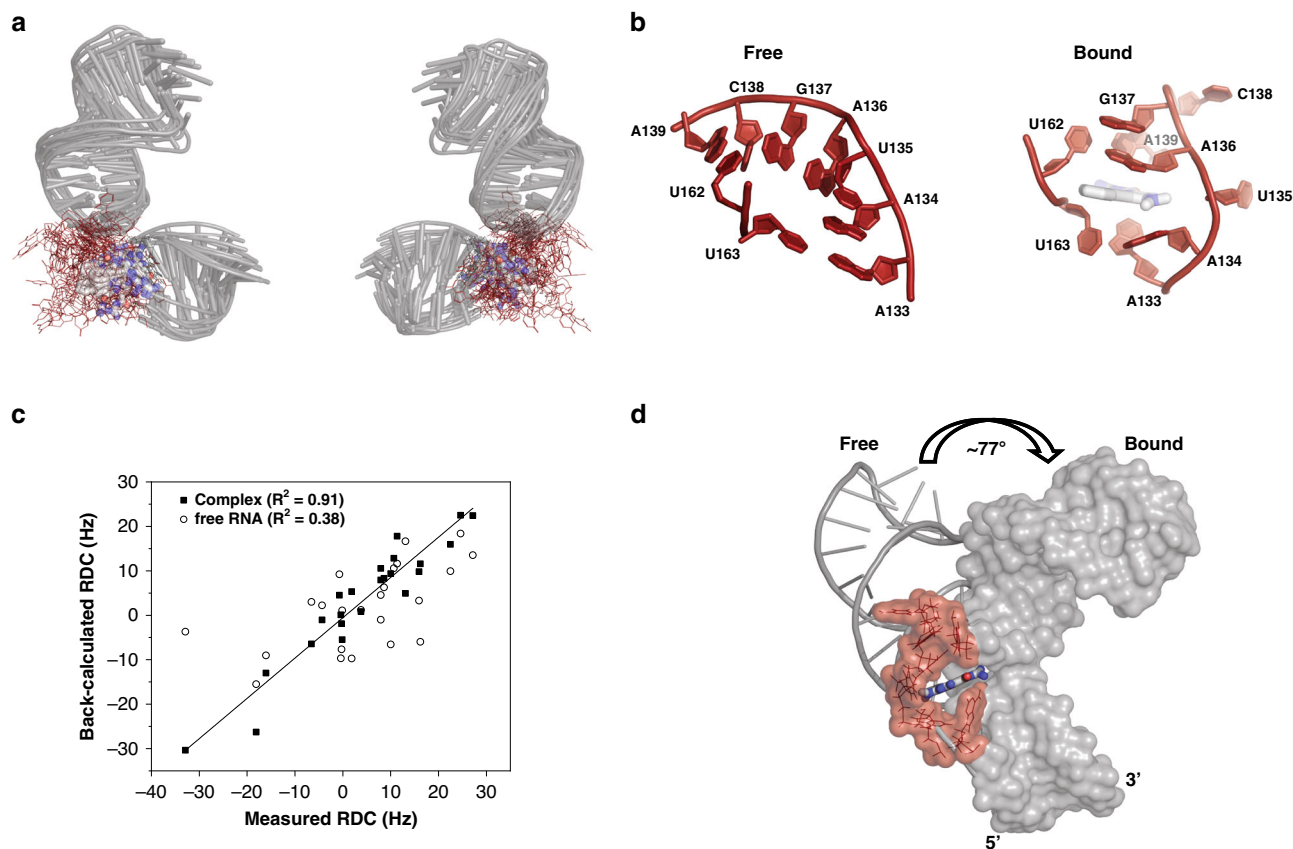 a
b
Free
Bound
C138
G137
A136
A139
U135
U162
A134
U163
A133
G137
C138
U162
A139
A136
U135
U163
A134
A133
c
30
20
10
0
–10
–20
–30
Back-calculated RDC (Hz)
Complex (R² = 0.91)
free RNA (R² = 0.38)
–40 –30 –20 –10 0 10 20 30
Measured RDC (Hz)
d
Free
~77°
Bound
3’
5’